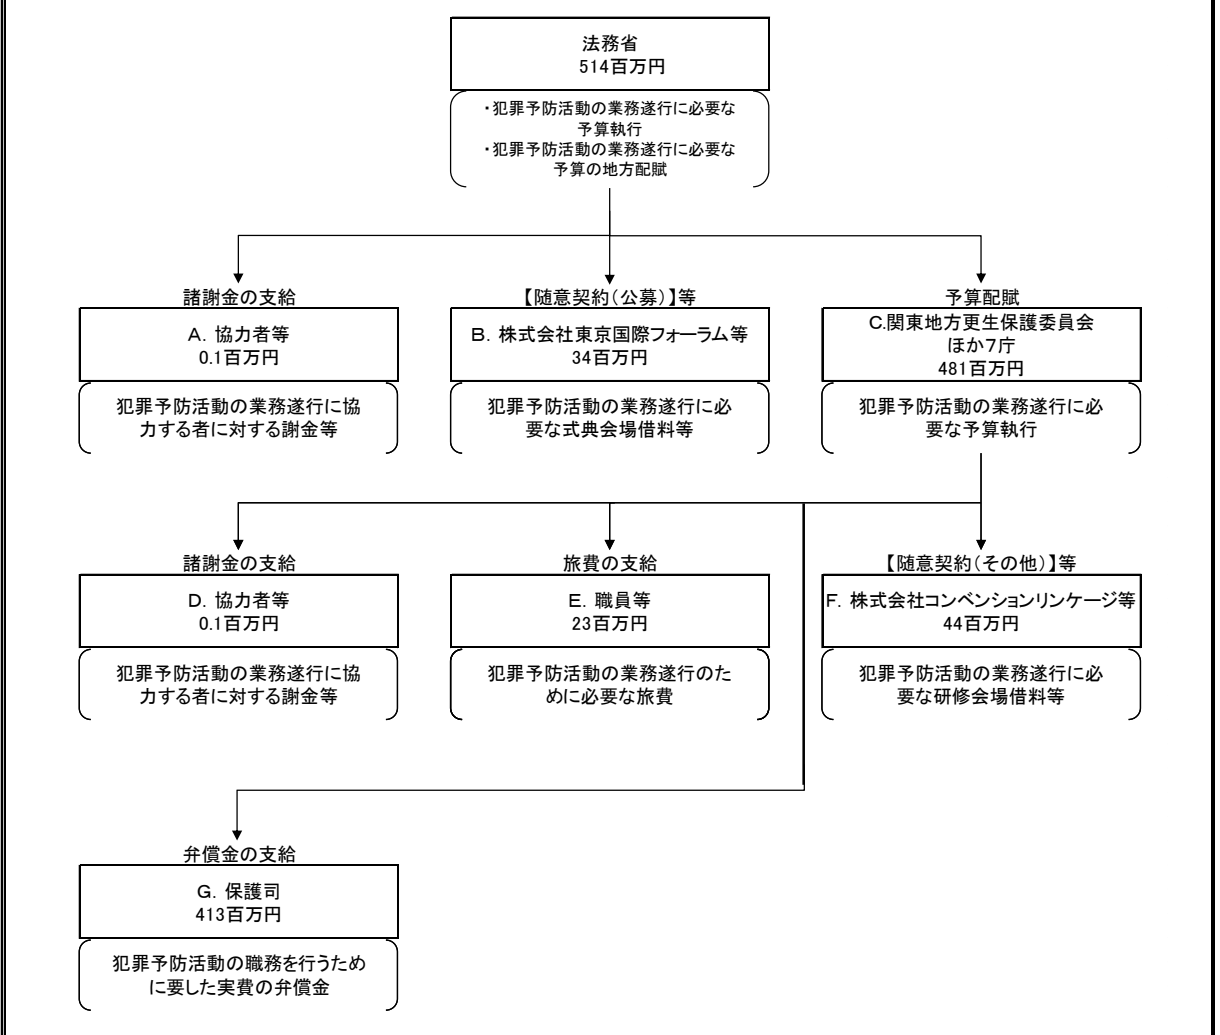 法務省
514百万円
・犯罪予防活動の業務遂行に必要な
予算執行
・犯罪予防活動の業務遂行に必要な
予算の地方配賦
諸謝金の支給
A．協力者等
0.1百万円
犯罪予防活動の業務遂行に協
力する者に対する謝金等
【随意契約（公募）】等
B．株式会社東京国際フォーラム等
34百万円
犯罪予防活動の業務遂行に必
要な式典会場借料等
予算配賦
C.関東地方更生保護委員会
ほか７庁
481百万円
犯罪予防活動の業務遂行に必
要な予算執行
諸謝金の支給
D．協力者等
0.1百万円
犯罪予防活動の業務遂行に協
力する者に対する謝金等
旅費の支給
E．職員等
23百万円
犯罪予防活動の業務遂行のた
めに必要な旅費
【随意契約（その他）】等
F．株式会社コンベンションリンケージ等
44百万円
犯罪予防活動の業務遂行に必
要な研修会場借料等
弁償金の支給
G．保護司
413百万円
犯罪予防活動の職務を行うため
に要した実費の弁償金